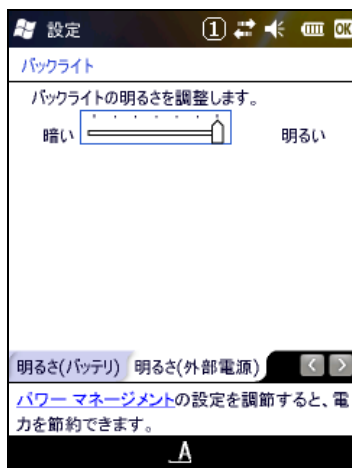 設定 1 OK
バックライト
バックライトの明るさを調整します。
暗い 明るい
明るさ(バッテリ) 明るさ(外部電源)
パワー マネージメントの設定を調節すると、電
力を節約できます。
A